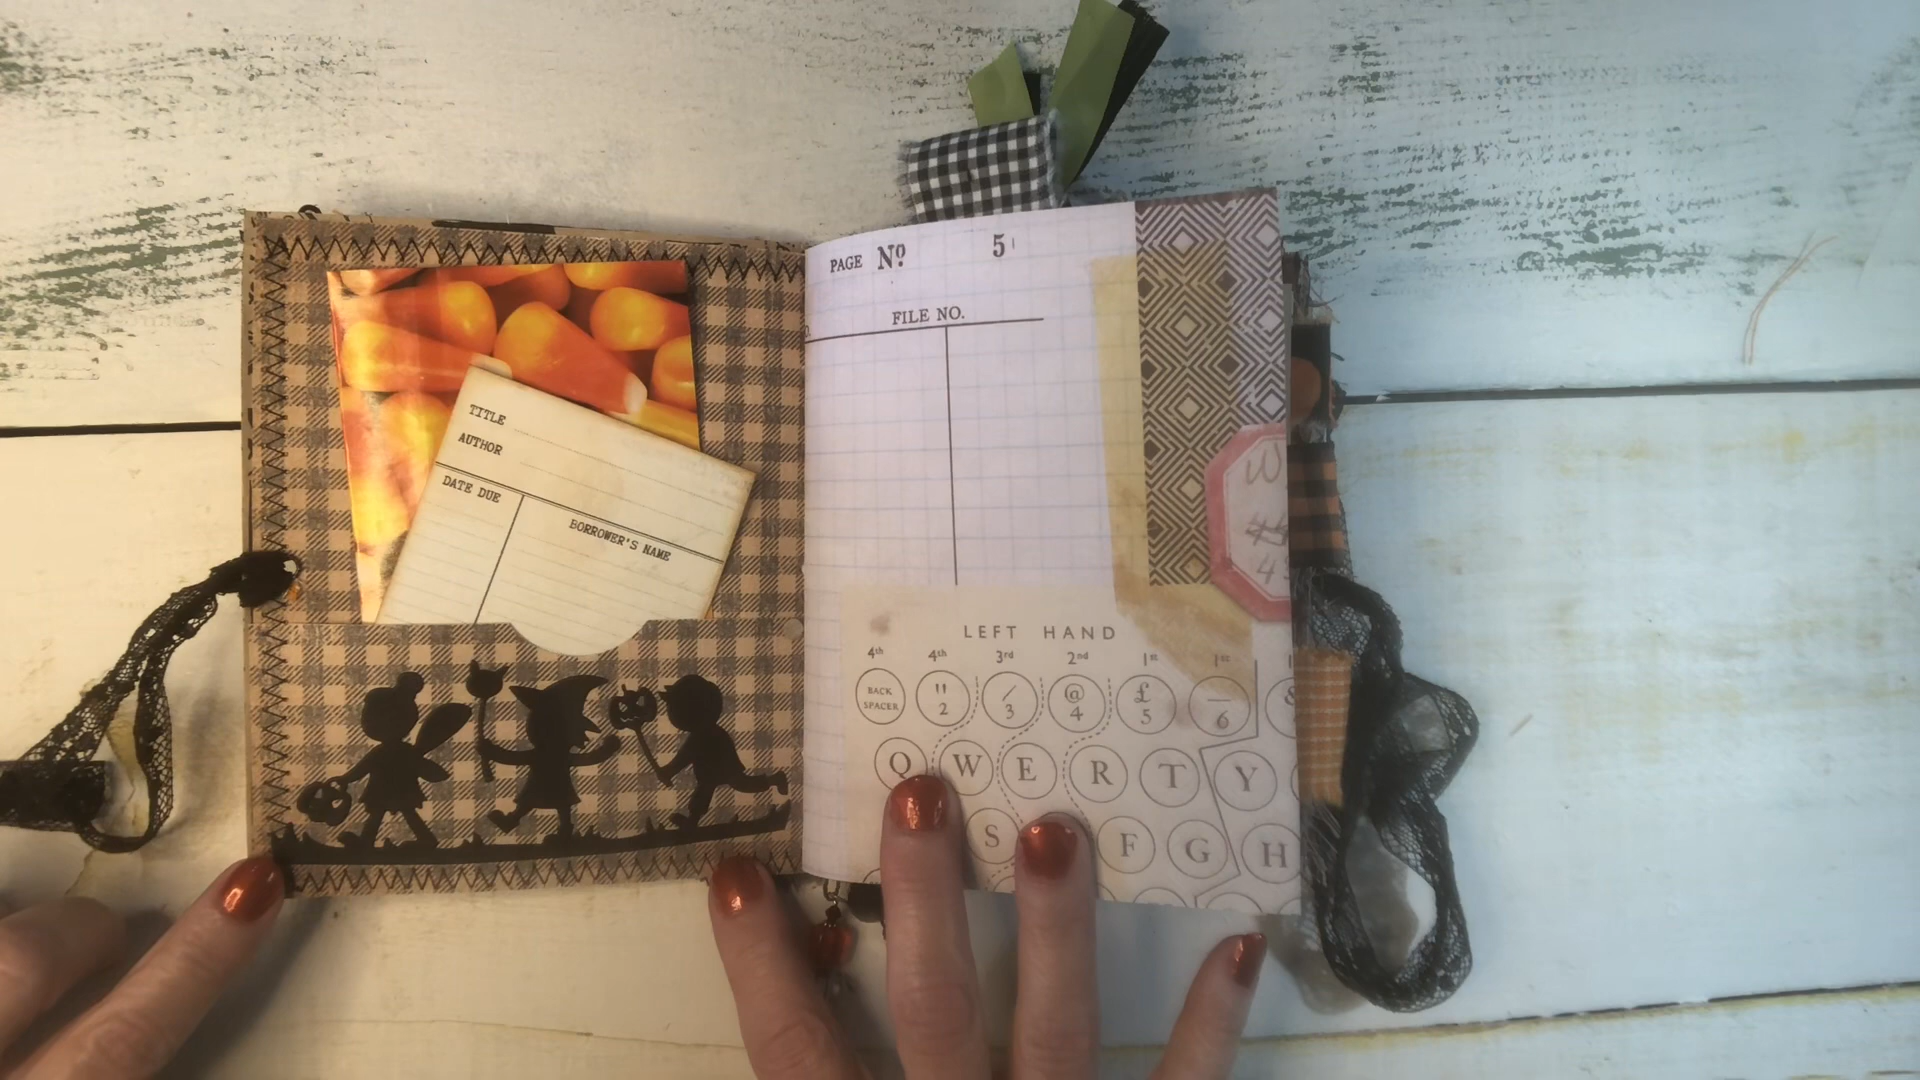 TITLE
AUTHOR
DATE DUE
BORROWER'S NAME
PAGE Nº 5
FILE NO.
W
43
LEFT HAND
4th 4th 3rd 2nd 1st 1st
BACK SPACER " 2 / 3 @ 4 £ 5 — 6 &
Q W E R T Y
S F G H